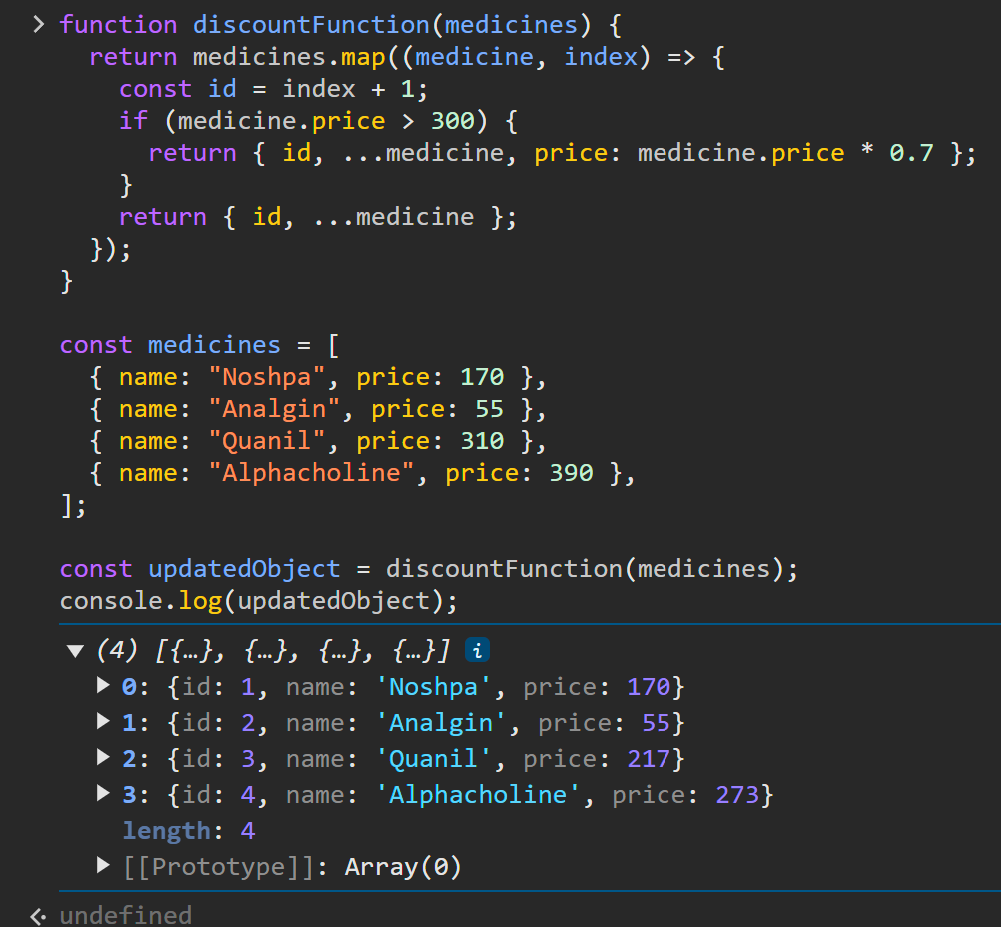 function discountFunction(medicines) {
  return medicines.map((medicine, index) => {
    const id = index + 1;
    if (medicine.price > 300) {
      return { id, ...medicine, price: medicine.price * 0.7 };
    }
    return { id, ...medicine };
  });
}

const medicines = [
  { name: "Noshpa", price: 170 },
  { name: "Analgin", price: 55 },
  { name: "Quanil", price: 310 },
  { name: "Alphacholine", price: 390 },
];

const updatedObject = discountFunction(medicines);
console.log(updatedObject);
(4) [{…}, {…}, {…}, {…}] i
0: {id: 1, name: 'Noshpa', price: 170}
1: {id: 2, name: 'Analgin', price: 55}
2: {id: 3, name: 'Quanil', price: 217}
3: {id: 4, name: 'Alphacholine', price: 273}
length: 4
[[Prototype]]: Array(0)
undefined